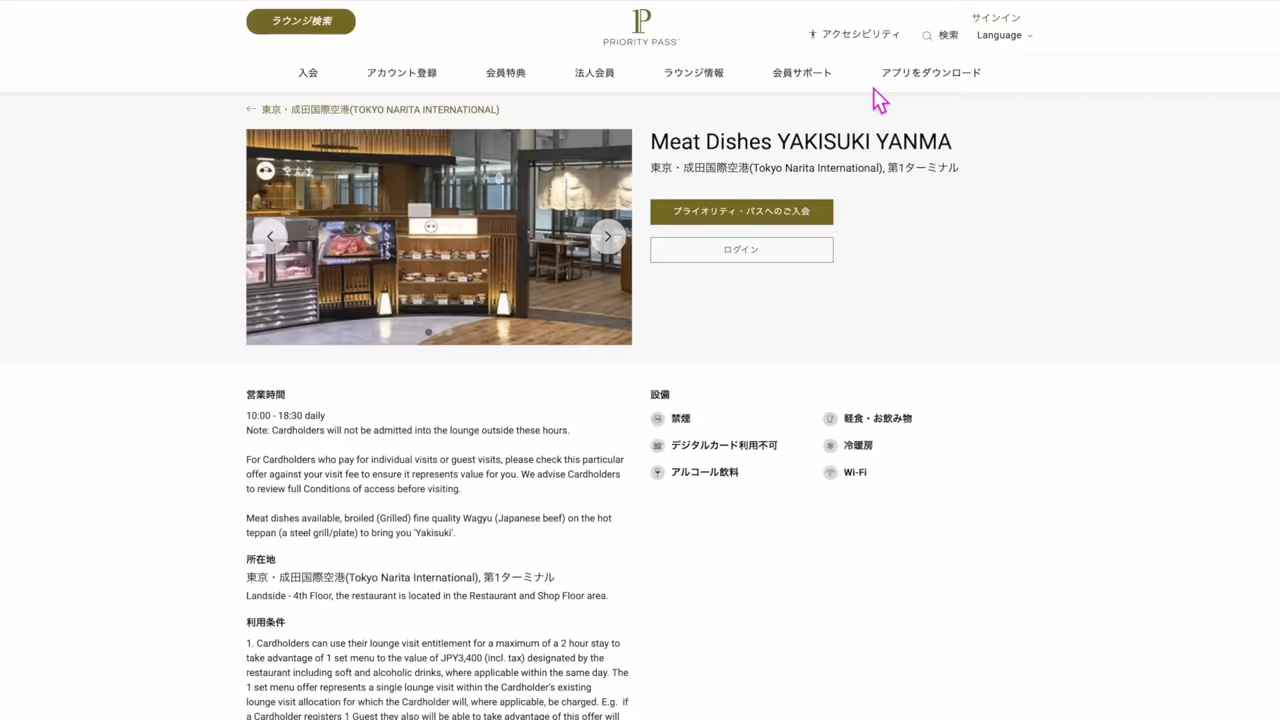 ラウンジ検索
PRIORITY PASS
サインイン
アクセシビリティ
検索
Language
入会
アカウント登録
会員特典
法人会員
ラウンジ情報
会員サポート
アプリをダウンロード
← 東京・成田国際空港(TOKYO NARITA INTERNATIONAL)
Meat Dishes YAKISUKI YANMA
東京・成田国際空港(Tokyo Narita International), 第1ターミナル
プライオリティ・パスへのご入会
ログイン
やきすき
営業時間
10:00 - 18:30 daily
Note: Cardholders will not be admitted into the lounge outside these hours.
For Cardholders who pay for individual visits or guest visits, please check this particular
offer against your visit fee to ensure it represents value for you. We advise Cardholders
to review full Conditions of access before visiting.
Meat dishes available, broiled (Grilled) fine quality Wagyu (Japanese beef) on the hot
teppan (a steel grill/plate) to bring you 'Yakisuki'.
所在地
東京・成田国際空港(Tokyo Narita International), 第1ターミナル
Landside - 4th Floor, the restaurant is located in the Restaurant and Shop Floor area.
利用条件
1. Cardholders can use their lounge visit entitlement for a maximum of a 2 hour stay to
take advantage of 1 set menu to the value of JPY3,400 (incl. tax) designated by the
restaurant including soft and alcoholic drinks, where applicable within the same day. The
1 set menu offer represents a single lounge visit within the Cardholder's existing
lounge visit allocation for which the Cardholder will, where applicable, be charged. E.g. if
a Cardholder registers 1 Guest they also will be able to take advantage of this offer will
設備
禁煙
軽食・お飲み物
デジタルカード利用不可
冷暖房
アルコール飲料
Wi-Fi